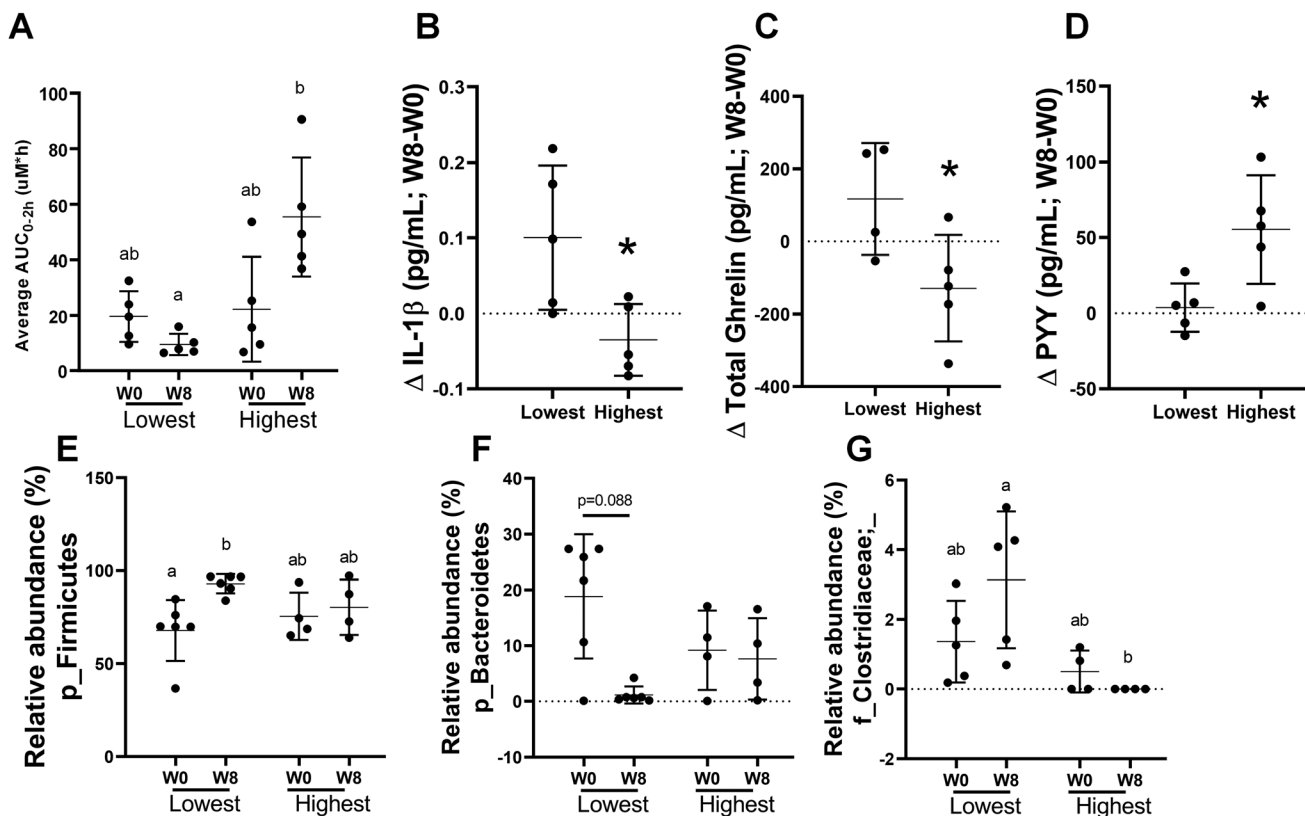 A
Average AUC0-2h (uM*h)
100
80
60
40
20
0
ab
a
ab
b
W0 W8 W0 W8
Lowest Highest
B
Δ IL-1β (pg/mL; W8-W0)
0.3
0.2
0.1
0.0
-0.1
*
Lowest Highest
C
Δ Total Ghrelin (pg/mL; W8-W0)
400
200
0
-200
-400
*
Lowest Highest
D
Δ PYY (pg/mL; W8-W0)
150
100
50
0
-50
*
Lowest Highest
E
Relative abundance (%)
p_Firmicutes
150
100
50
0
a
b
ab
ab
W0 W8 W0 W8
Lowest Highest
F
Relative abundance (%)
p_Bacteroidetes
40
30
20
10
0
-10
p=0.088
W0 W8 W0 W8
Lowest Highest
G
Relative abundance (%)
f_Clostridiaceae;_
6
4
2
0
-2
ab
a
ab
b
W0 W8 W0 W8
Lowest Highest